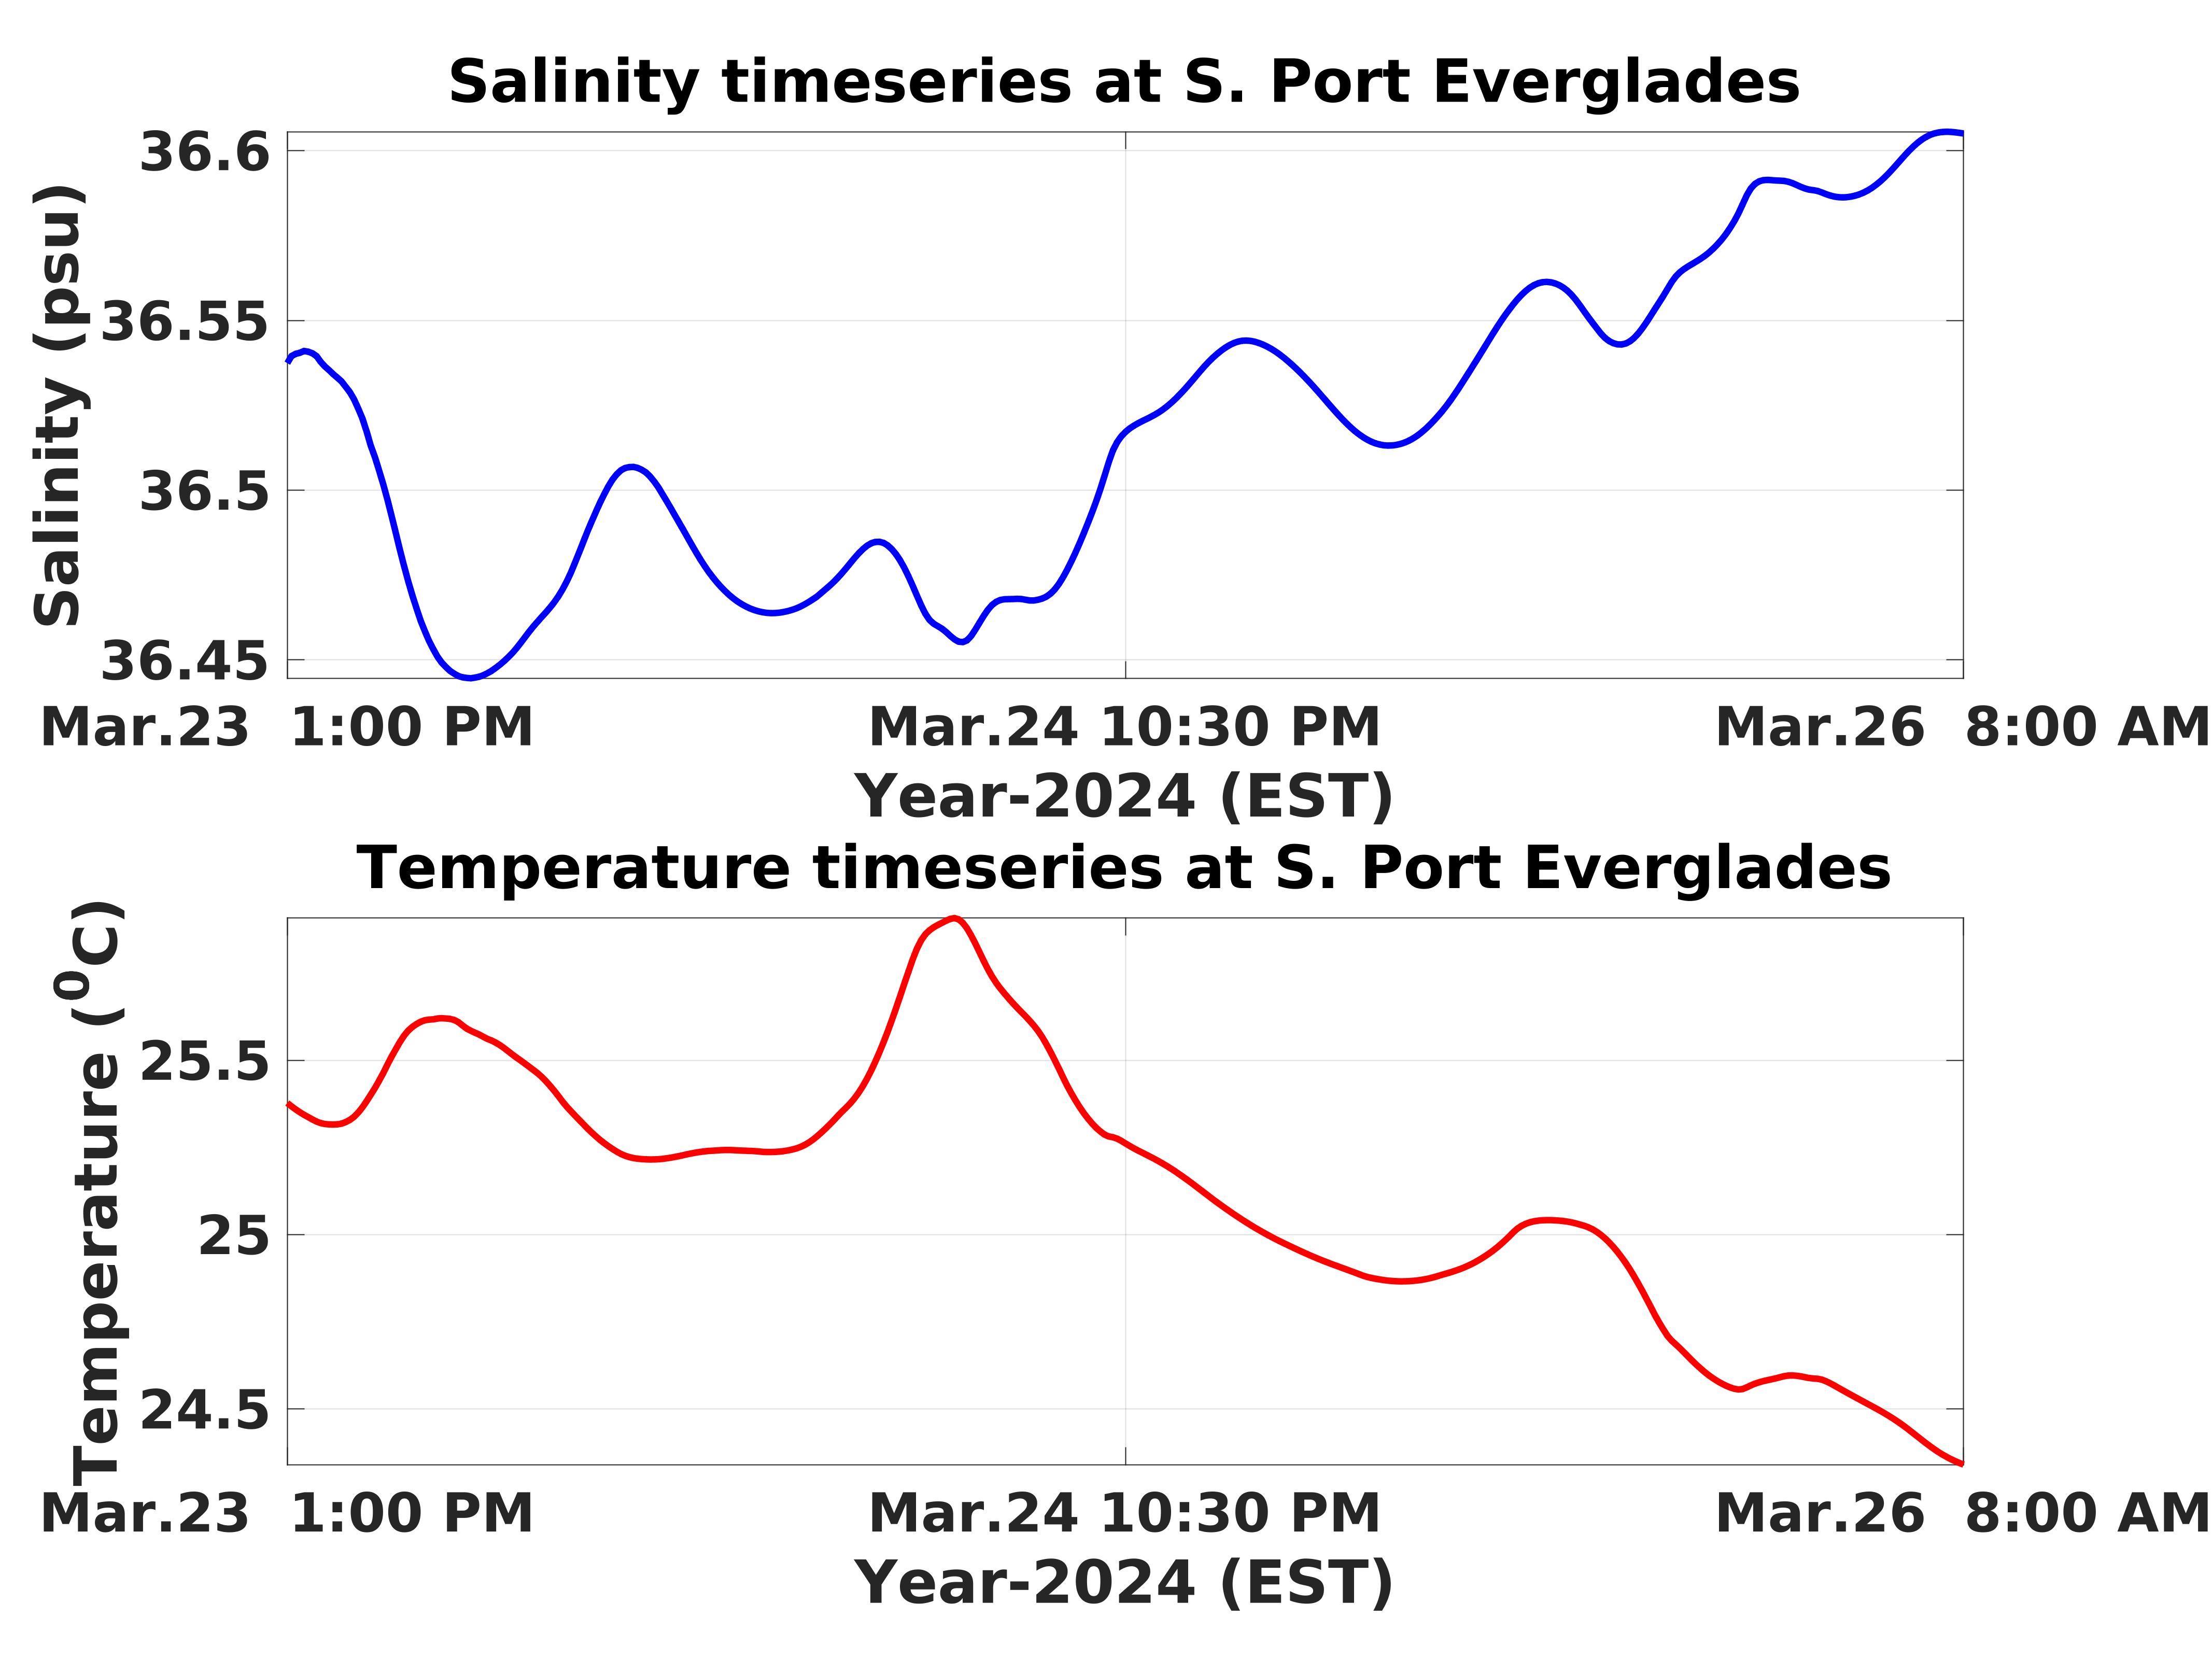 Salinity timeseries at S. Port Everglades
Salinity (psu)
36.6
36.55
36.5
36.45
Mar.23  1:00 PM
Mar.24 10:30 PM
Mar.26  8:00 AM
Year-2024 (EST)
Temperature timeseries at S. Port Everglades
Temperature (⁰C)
25.5
25
24.5
Mar.23  1:00 PM
Mar.24 10:30 PM
Mar.26  8:00 AM
Year-2024 (EST)